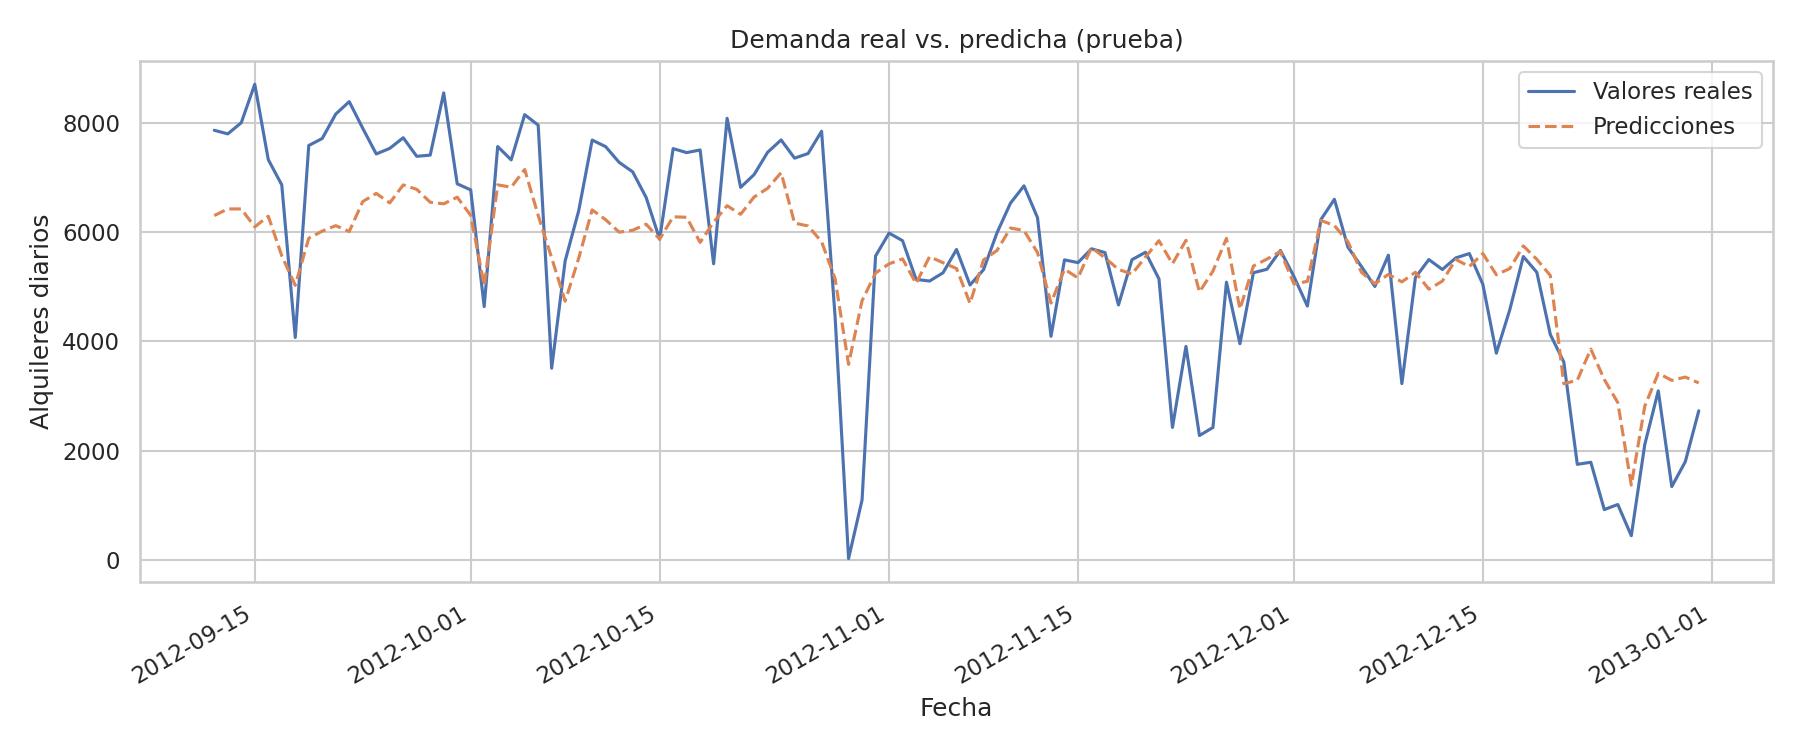 Demanda real vs. predicha (prueba)
Valores reales
Predicciones
Alquileres diarios
8000
6000
4000
2000
0
2012-09-15
2012-10-01
2012-10-15
2012-11-01
2012-11-15
2012-12-01
2012-12-15
2013-01-01
Fecha